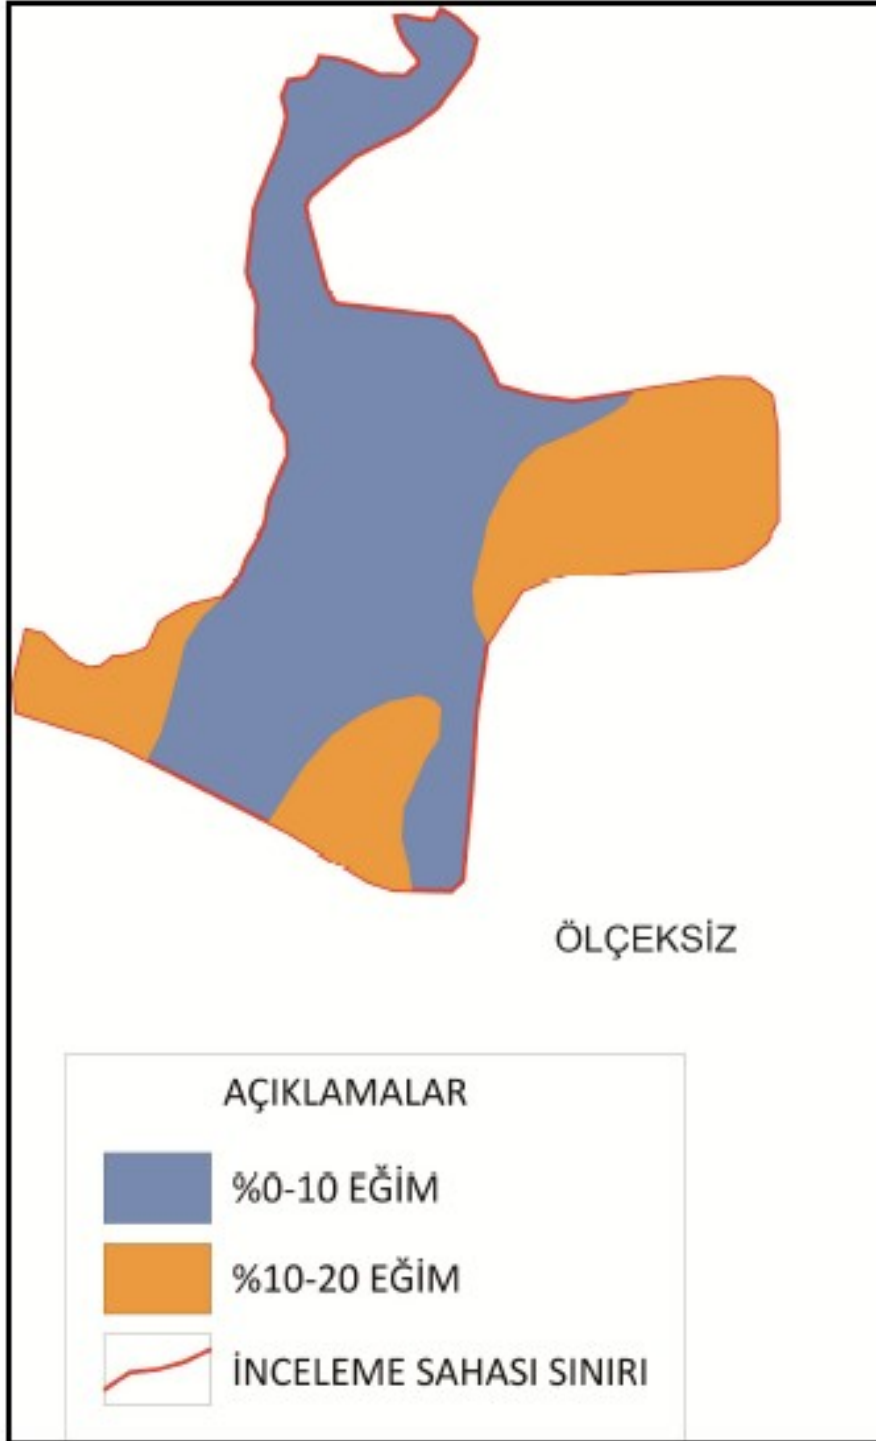 ÖLÇEKSİZ
AÇIKLAMALAR
%0-10 EĞİM
%10-20 EĞİM
İNCELEME SAHASI SINIRI